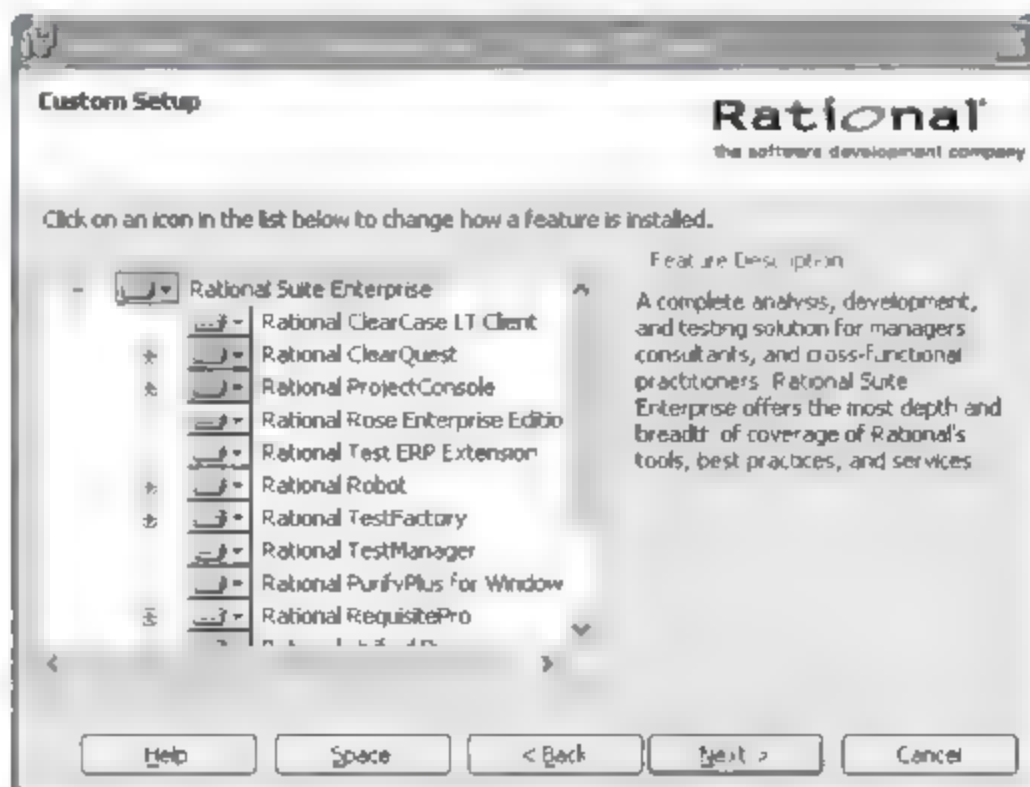 Custom Setup
Rational
the software development company
Click on an icon in the list below to change how a feature is installed.
Feature Description
Rational Suite Enterprise
Rational ClearCase LT Client
Rational ClearQuest
Rational ProjectConsole
Rational Rose Enterprise Editio
Rational Test ERP Extension
Rational Robot
Rational TestFactory
Rational TestManager
Rational PurifyPlus for Window
Rational RequisitePro
A complete analysis, development,
and testing solution for managers
consultants, and cross-functional
practitioners Rational Suite
Enterprise offers the most depth and
breadth of coverage of Rational's
tools, best practices, and services
Help
Space
< Back
Next >
Cancel